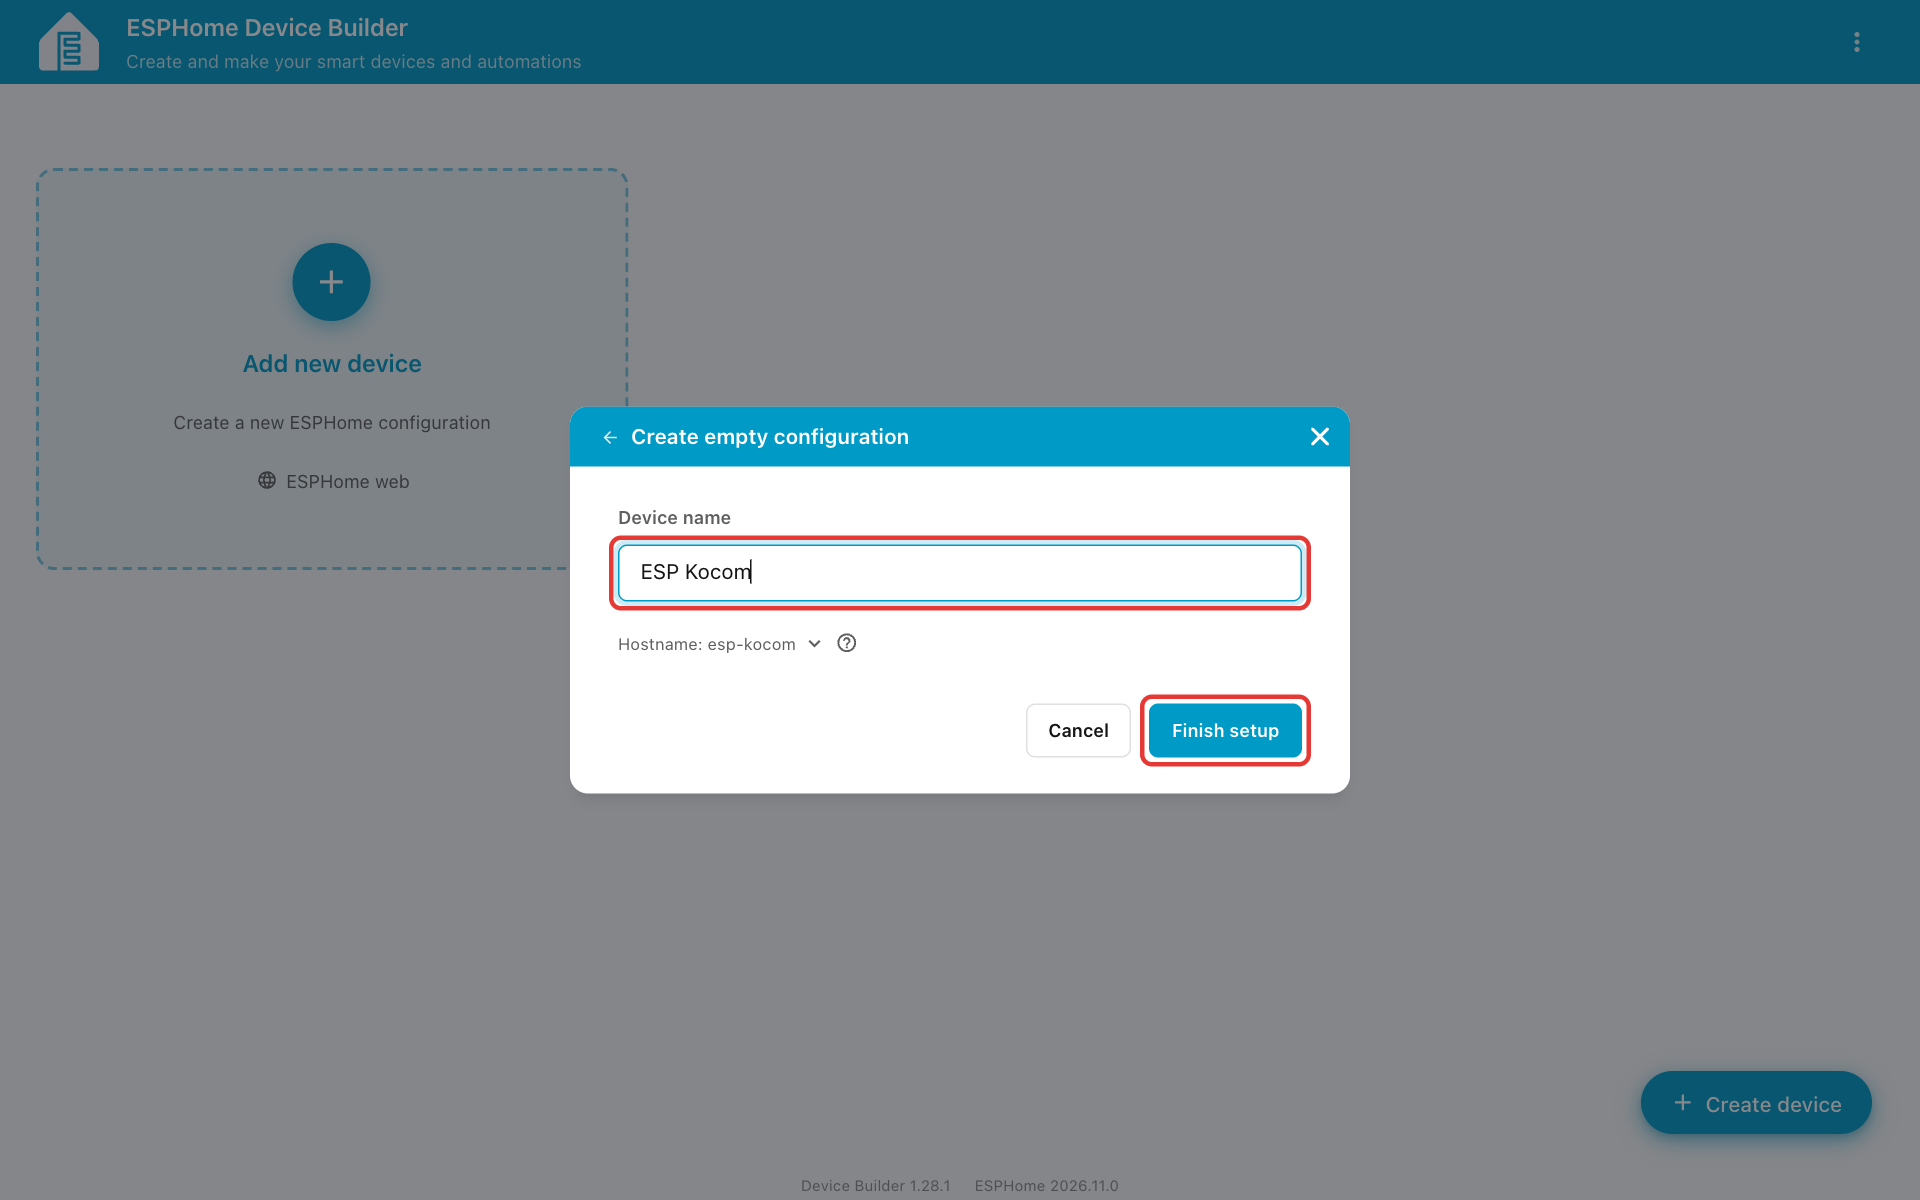 ESPHome Device Builder
Create and make your smart devices and automations
Add new device
Create a new ESPHome configuration
ESPHome web
Create empty configuration
Device name
ESP Kocom
Hostname: esp-kocom
Cancel
Finish setup
Create device
Device Builder 1.28.1 ESPHome 2026.11.0